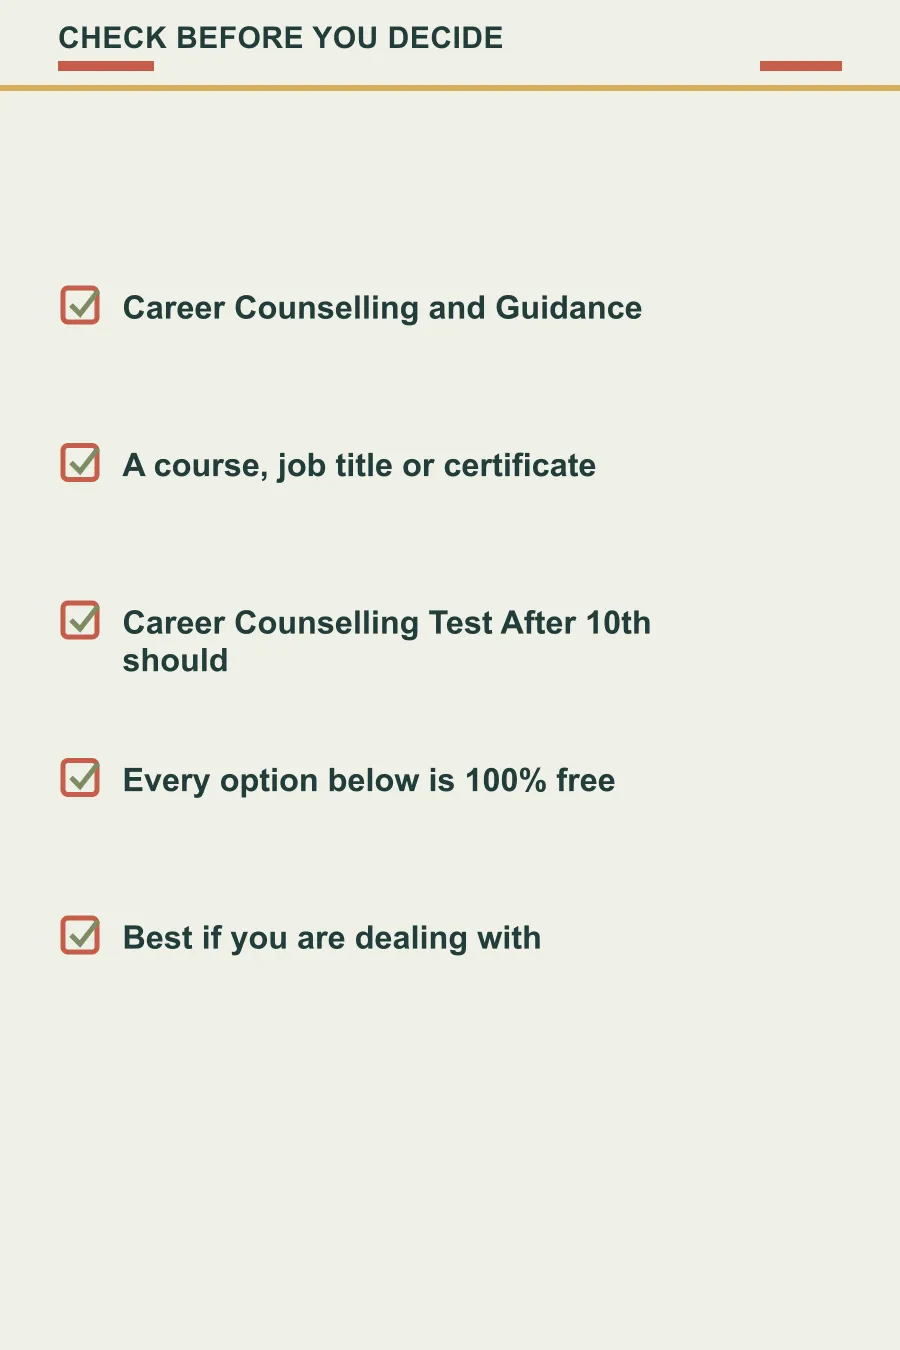 CHECK BEFORE YOU DECIDE
Career Counselling and Guidance
A course, job title or certificate
Career Counselling Test After 10th
should
Every option below is 100% free
Best if you are dealing with